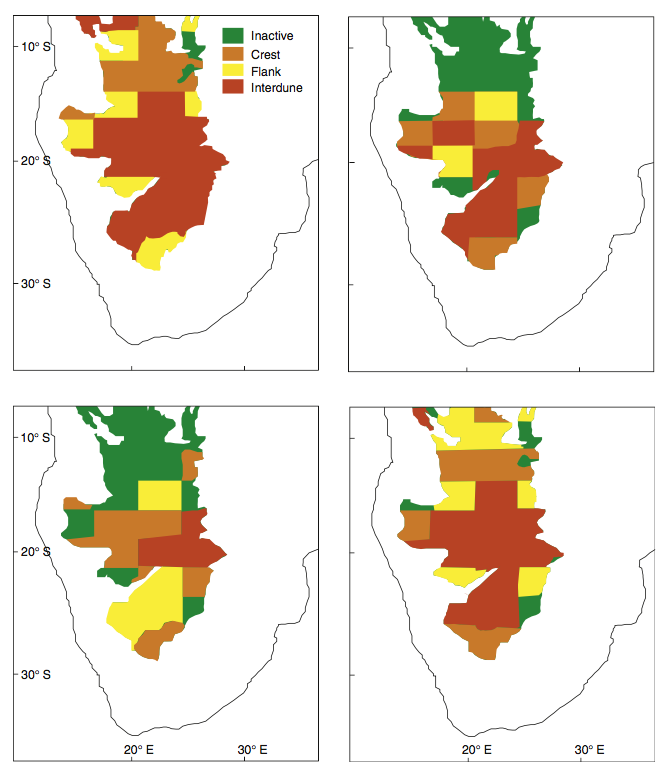 10° S
Inactive
Crest
Flank
Interdune
20° S
30° S
10° S
20° S
30° S
20° E 30° E 20° E 30° E